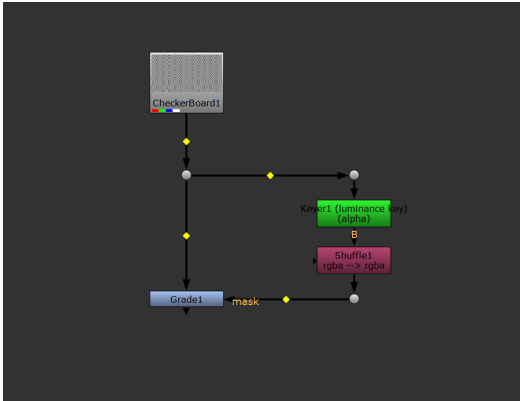 CheckerBoard1
Keyer1 (luminance key)
(alpha)
B
Shuffle1
rgba --> rgba
Grade1
mask